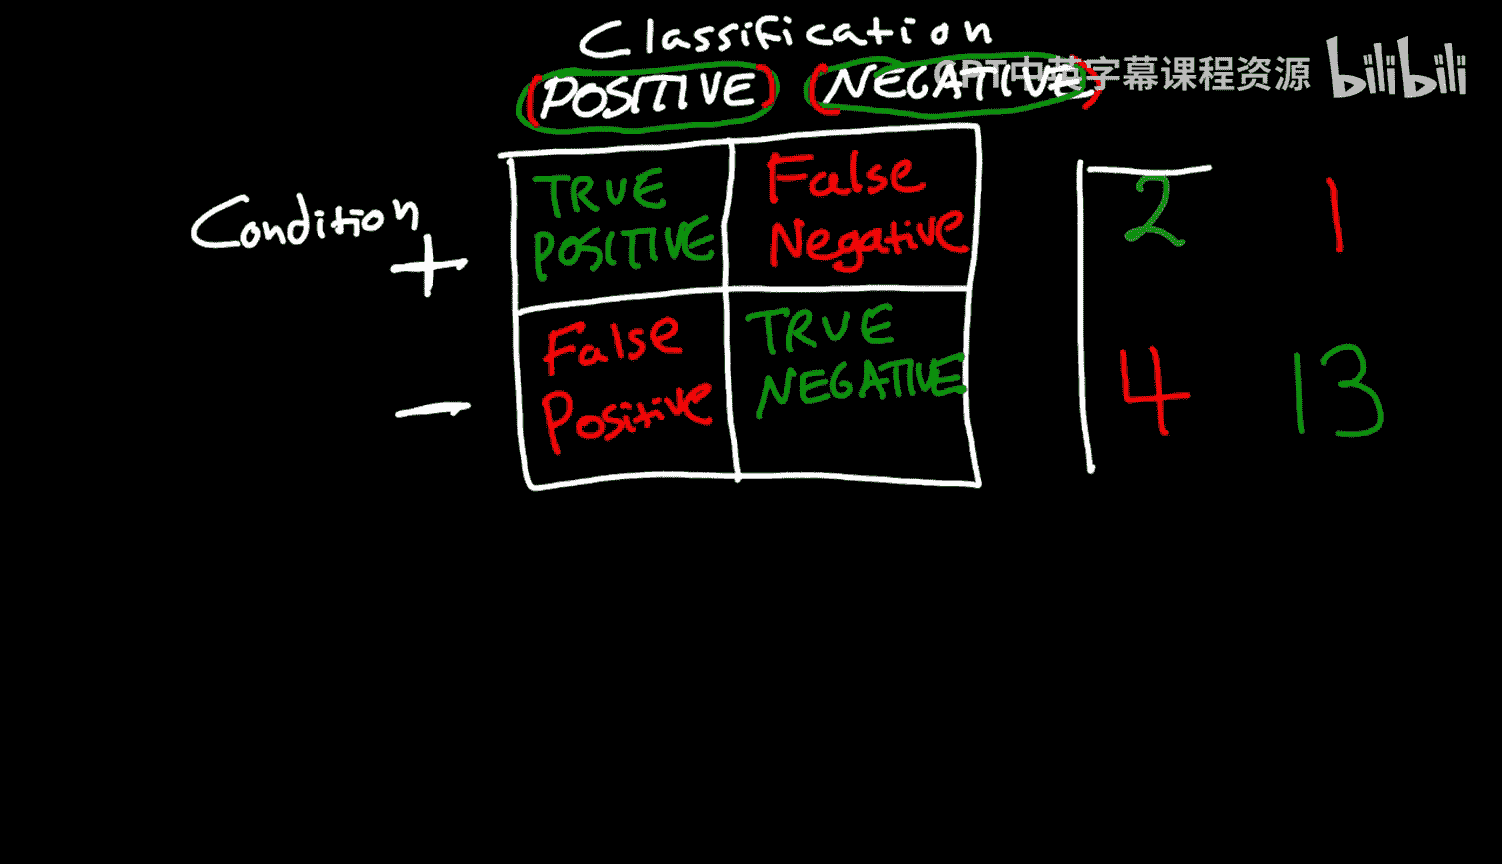 Classification
GPT中英字幕课程资源 bilibili
(POSITIVE) (NEGATIVE)
Condition
+
TRUE POSITIVE
False Negative
2 1
-
False Positive
TRUE NEGATIVE
4 13